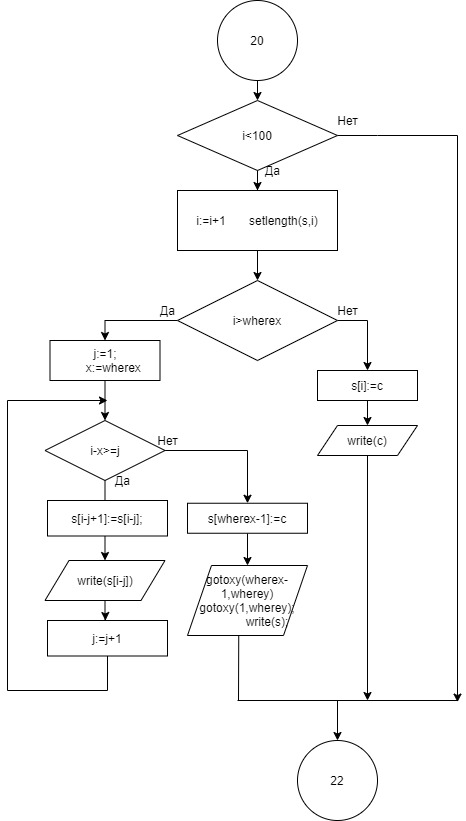 20
i<100
Нет
Да
i:=i+1 setlength(s,i)
Да
i>wherex
Нет
j:=1;
x:=wherex
s[i]:=c
write(c)
i-x>=j
Нет
Да
s[i-j+1]:=s[i-j];
s[wherex-1]:=c
write(s[i-j])
gotoxy(wherex-
1,wherey)
gotoxy(1,wherey);
write(s);
j:=j+1
22